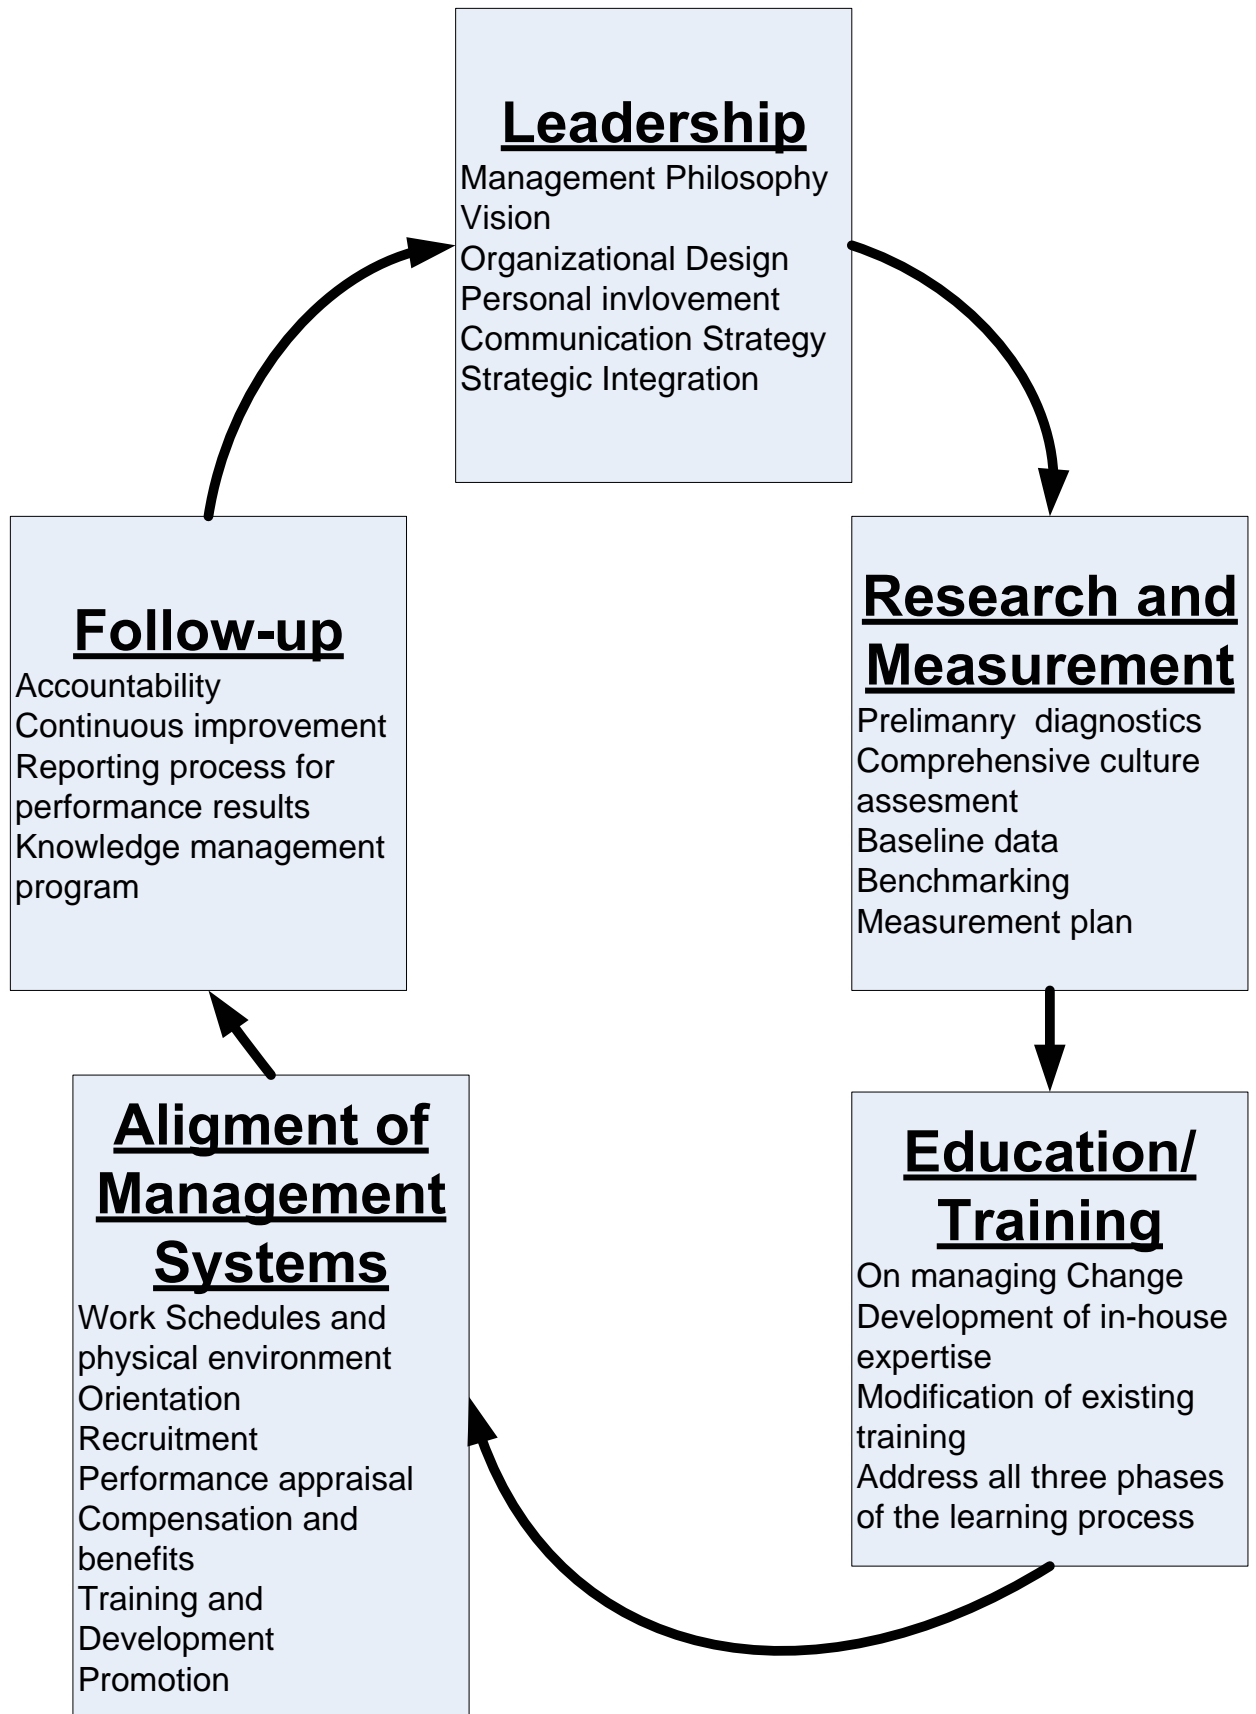 Leadership
Management Philosophy
Vision
Organizational Design
Personal invlovement
Communication Strategy
Strategic Integration
Research and
Measurement
Prelimanry  diagnostics
Comprehensive culture
assesment
Baseline data
Benchmarking
Measurement plan
Education/
Training
On managing Change
Development of in-house
expertise
Modification of existing
training
Address all three phases
of the learning process
Aligment of
Management
Systems
Work Schedules and
physical environment
Orientation
Recruitment
Performance appraisal
Compensation and
benefits
Training and
Development
Promotion
Follow-up
Accountability
Continuous improvement
Reporting process for
performance results
Knowledge management
program